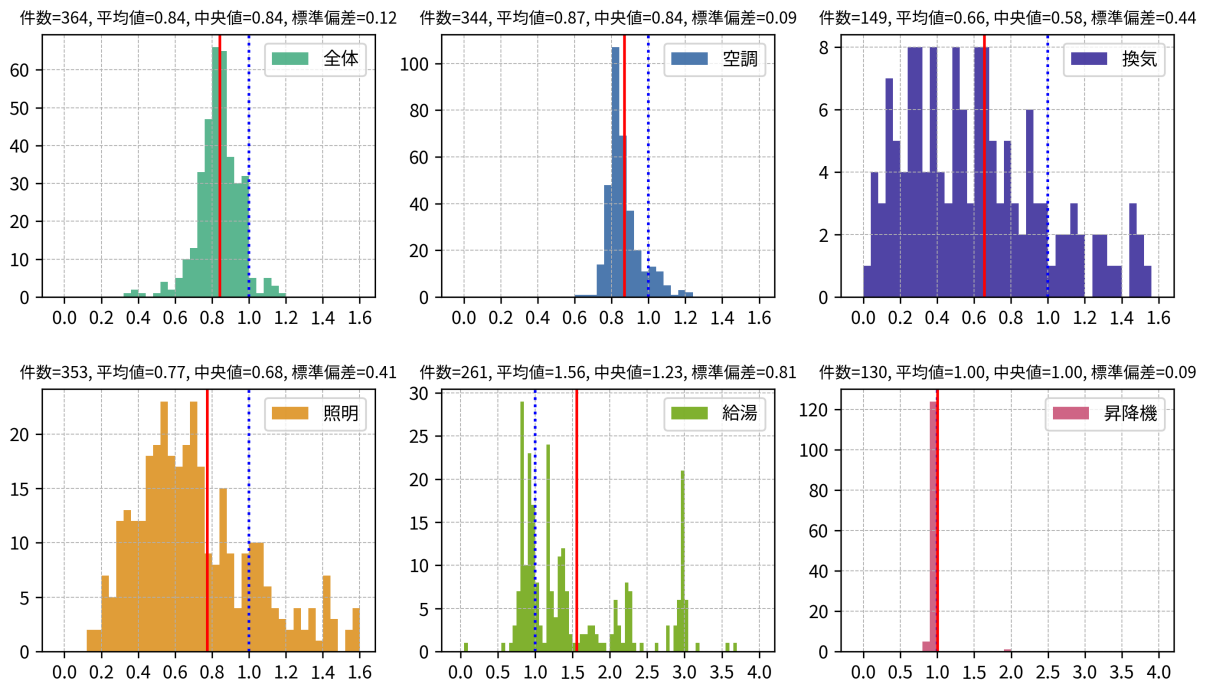 件数=364, 平均値=0.84, 中央値=0.84, 標準偏差=0.12
全体
60
50
40
30
20
10
0
0.0 0.2 0.4 0.6 0.8 1.0 1.2 1.4 1.6
件数=344, 平均値=0.87, 中央値=0.84, 標準偏差=0.09
空調
100
80
60
40
20
0
0.0 0.2 0.4 0.6 0.8 1.0 1.2 1.4 1.6
件数=149, 平均値=0.66, 中央値=0.58, 標準偏差=0.44
換気
8
6
4
2
0
0.0 0.2 0.4 0.6 0.8 1.0 1.2 1.4 1.6
件数=353, 平均値=0.77, 中央値=0.68, 標準偏差=0.41
照明
20
15
10
5
0
0.0 0.2 0.4 0.6 0.8 1.0 1.2 1.4 1.6
件数=261, 平均値=1.56, 中央値=1.23, 標準偏差=0.81
給湯
30
25
20
15
10
5
0
0.0 0.5 1.0 1.5 2.0 2.5 3.0 3.5 4.0
件数=130, 平均値=1.00, 中央値=1.00, 標準偏差=0.09
昇降機
120
100
80
60
40
20
0
0.0 0.5 1.0 1.5 2.0 2.5 3.0 3.5 4.0